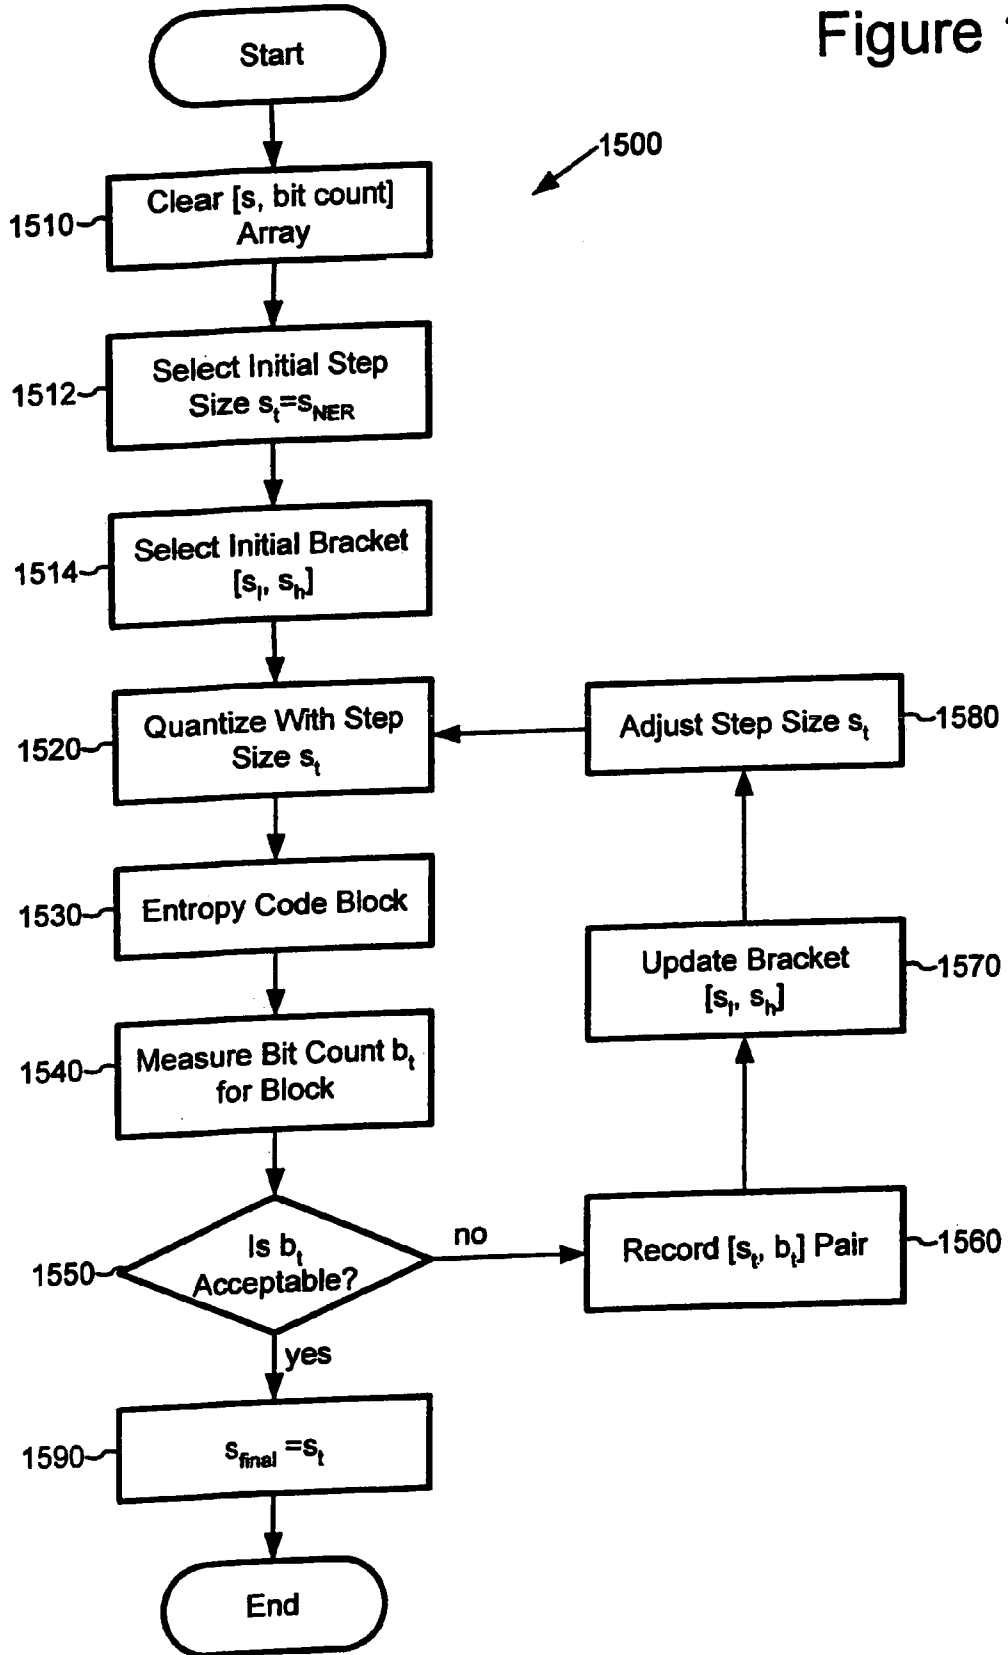 Figure 1
Start
1500
1510
Clear [s, bit count]
Array
1512
Select Initial Step
Size sₜ=s_NER
1514
Select Initial Bracket
[sₗ, sₕ]
1520
Quantize With Step
Size sₜ
Adjust Step Size sₜ
1580
1530
Entropy Code Block
Update Bracket
[sₗ, sₕ]
1570
1540
Measure Bit Count bₜ
for Block
1550
Is bₜ
Acceptable?
no
Record [sₜ, bₜ] Pair
1560
yes
1590
s_final =sₜ
End